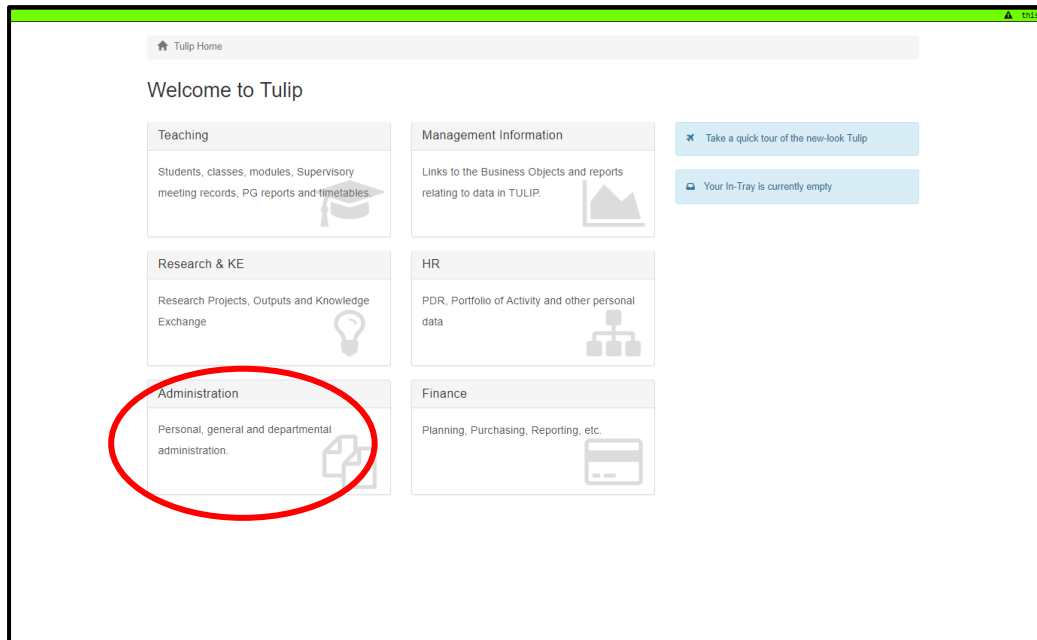 this
Tulip Home
Welcome to Tulip
Teaching
Students, classes, modules, Supervisory
meeting records, PG reports and timetables.
Management Information
Links to the Business Objects and reports
relating to data in TULIP.
Take a quick tour of the new-look Tulip
Your In-Tray is currently empty
Research & KE
Research Projects, Outputs and Knowledge
Exchange
HR
PDR, Portfolio of Activity and other personal
data
Administration
Personal, general and departmental
administration.
Finance
Planning, Purchasing, Reporting, etc.